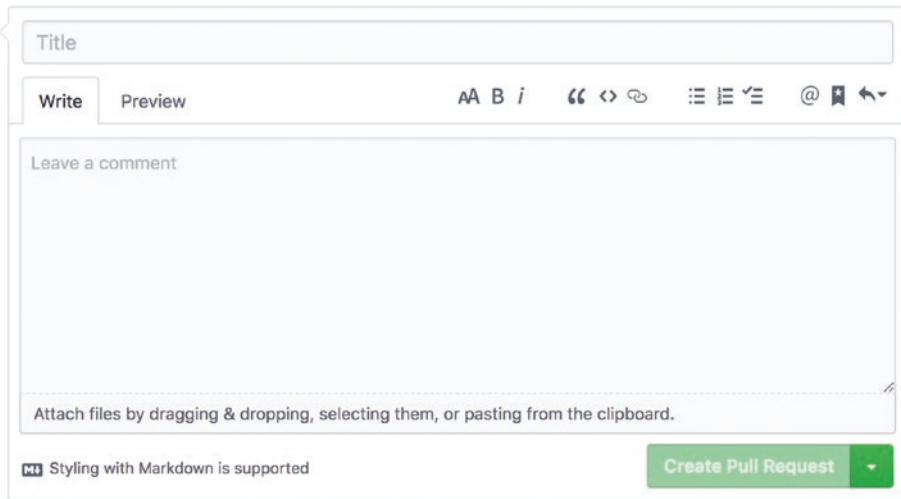 Title
Write Preview AA B i “ <> @
Leave a comment
Attach files by dragging & dropping, selecting them, or pasting from the clipboard.
Styling with Markdown is supported
Create Pull Request